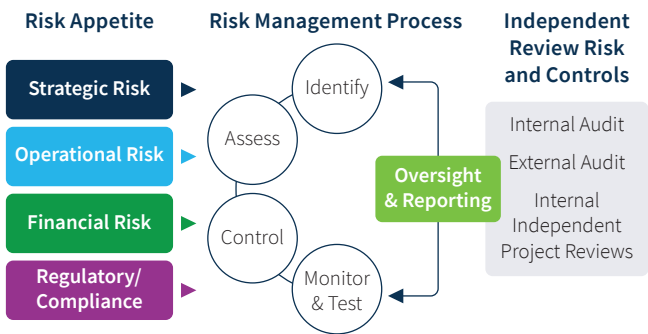 Risk Appetite
Strategic Risk
Operational Risk
Financial Risk
Regulatory/
Compliance
Risk Management Process
Identify
Assess
Control
Monitor
& Test
Oversight
& Reporting
Independent
Review Risk
and Controls
Internal Audit
External Audit
Internal
Independent
Project Reviews